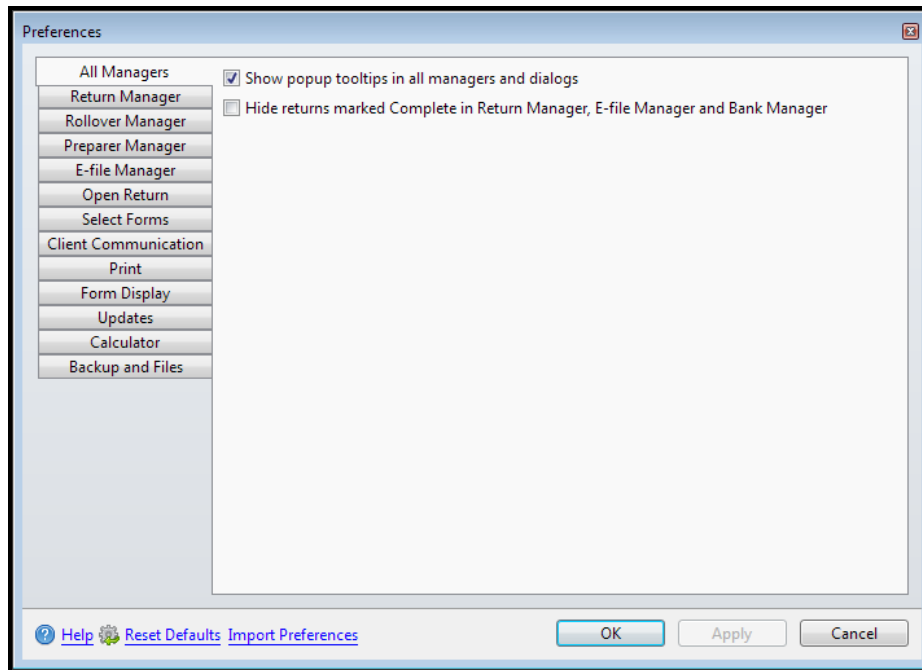 Preferences
All Managers
Return Manager
Rollover Manager
Preparer Manager
E-file Manager
Open Return
Select Forms
Client Communication
Print
Form Display
Updates
Calculator
Backup and Files
Show popup tooltips in all managers and dialogs
Hide returns marked Complete in Return Manager, E-file Manager and Bank Manager
Help Reset Defaults Import Preferences OK Apply Cancel